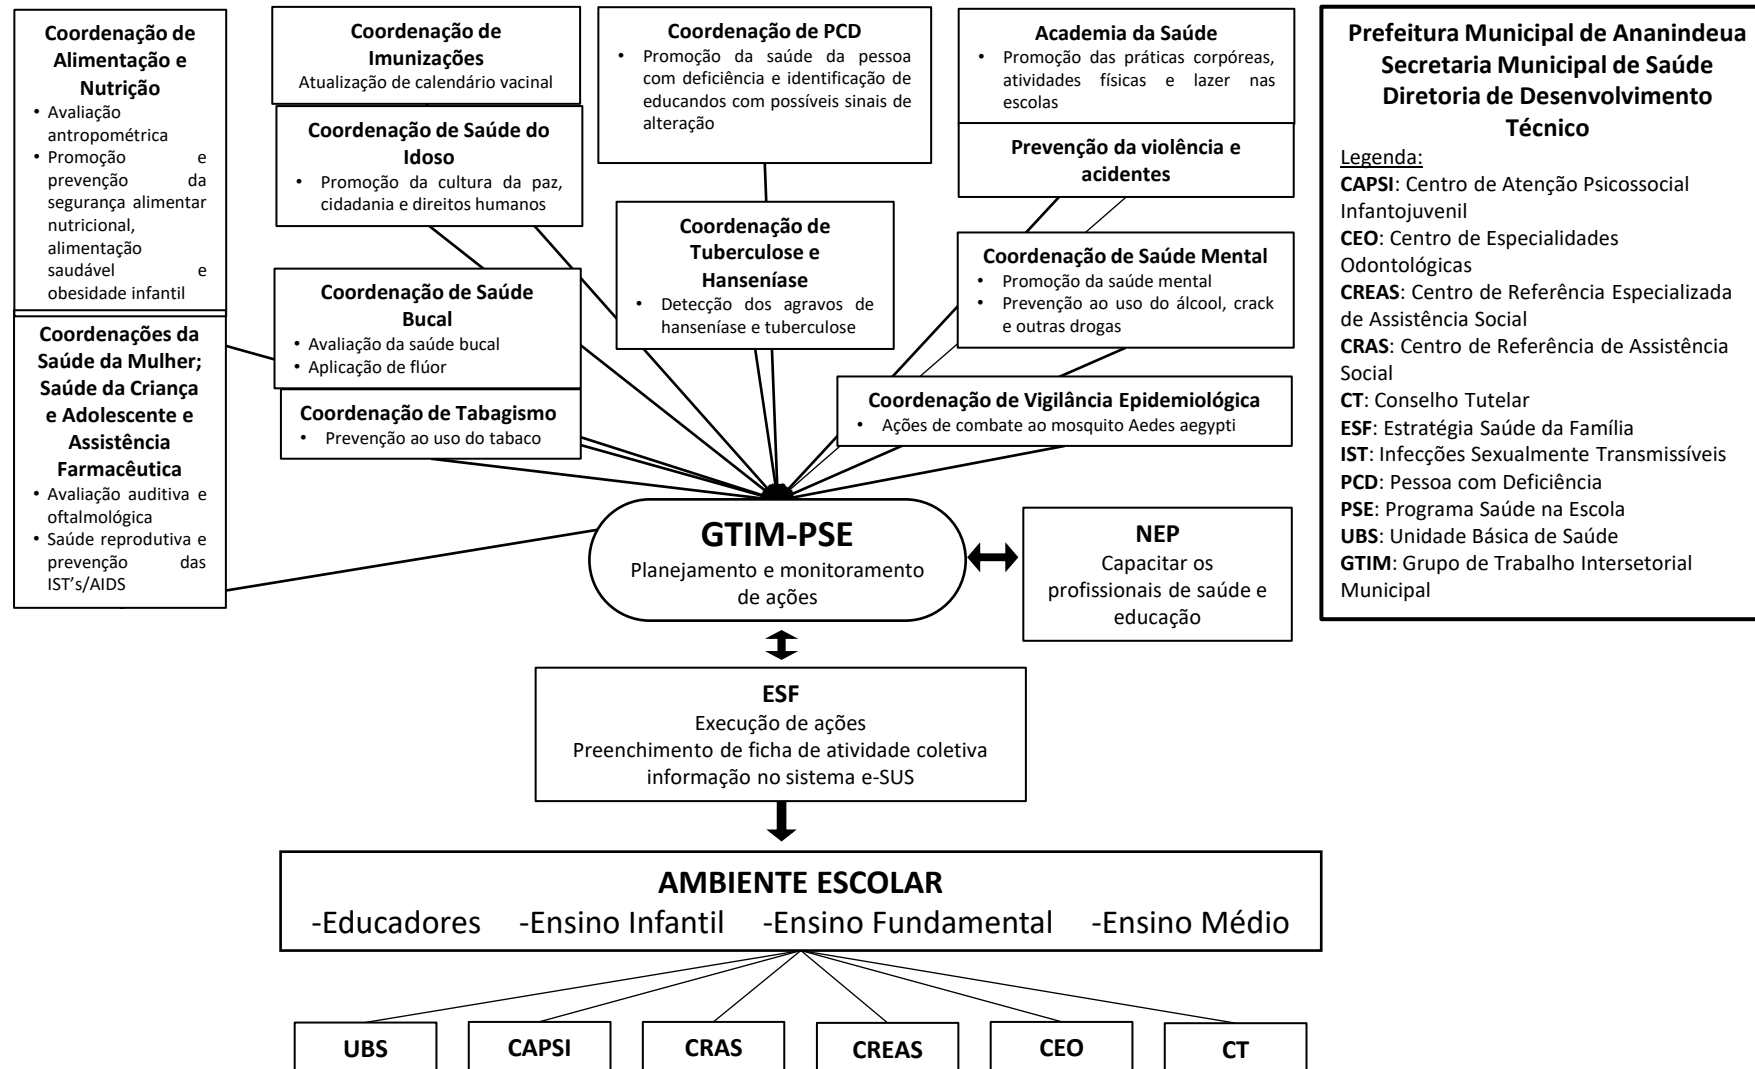 Coordenação de
Alimentação e
Nutrição
• Avaliação
antropométrica
• Promoção e
prevenção da
segurança alimentar
nutricional,
alimentação
saudável e
obesidade infantil
Coordenações da
Saúde da Mulher;
Saúde da Criança
e Adolescente e
Assistência
Farmacêutica
• Avaliação auditiva e
oftalmológica
• Saúde reprodutiva e
prevenção das
IST's/AIDS
Coordenação de
Imunizações
Atualização de calendário vacinal
Coordenação de Saúde do
Idoso
• Promoção da cultura da paz,
cidadania e direitos humanos
Coordenação de Saúde
Bucal
• Avaliação da saúde bucal
• Aplicação de flúor
Coordenação de Tabagismo
• Prevenção ao uso do tabaco
Coordenação de PCD
• Promoção da saúde da pessoa
com deficiência e identificação de
educandos com possíveis sinais de
alteração
Coordenação de
Tuberculose e
Hanseníase
• Detecção dos agravos de
hanseníase e tuberculose
Academia da Saúde
• Promoção das práticas corpóreas,
atividades físicas e lazer nas
escolas
Prevenção da violência e
acidentes
Coordenação de Saúde Mental
• Promoção da saúde mental
• Prevenção ao uso do álcool, crack
e outras drogas
Coordenação de Vigilância Epidemiológica
• Ações de combate ao mosquito Aedes aegypti
Prefeitura Municipal de Ananindeua
Secretaria Municipal de Saúde
Diretoria de Desenvolvimento
Técnico
Legenda:
CAPSI: Centro de Atenção Psicossocial
Infantojuvenil
CEO: Centro de Especialidades
Odontológicas
CREAS: Centro de Referência Especializada
de Assistência Social
CRAS: Centro de Referência de Assistência
Social
CT: Conselho Tutelar
ESF: Estratégia Saúde da Família
IST: Infecções Sexualmente Transmissíveis
PCD: Pessoa com Deficiência
PSE: Programa Saúde na Escola
UBS: Unidade Básica de Saúde
GTIM: Grupo de Trabalho Intersetorial
Municipal
GTIM-PSE
Planejamento e monitoramento
de ações
NEP
Capacitar os
profissionais de saúde e
educação
ESF
Execução de ações
Preenchimento de ficha de atividade coletiva
informação no sistema e-SUS
AMBIENTE ESCOLAR
-Educadores -Ensino Infantil -Ensino Fundamental -Ensino Médio
UBS
CAPSI
CRAS
CREAS
CEO
CT